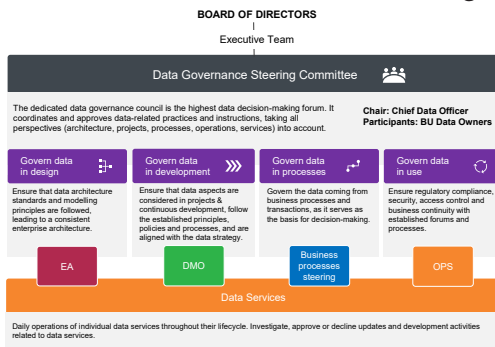 BOARD OF DIRECTORS
Executive Team
Data Governance Steering Committee
The dedicated data governance council is the highest data decision-making forum. It
coordinates and approves data-related practices and instructions, taking all
perspectives (architecture, projects, processes, operations, services) into account.
Chair: Chief Data Officer
Participants: BU Data Owners
Govern data
in design
Ensure that data architecture
standards and modelling
principles are followed,
leading to a consistent
enterprise architecture.
EA
Govern data
in development
Ensure that data aspects are
considered in projects &
continuous development, follow
the established principles,
policies and processes, and are
aligned with the data strategy.
DMO
Govern data
in processes
Govern the data coming from
business processes and
transactions, as it serves as
the basis for decision-making.
Business
processes
steering
Govern data
in use
Ensure regulatory compliance,
security, access control and
business continuity with
established forums and
processes.
OPS
Data Services
Daily operations of individual data services throughout their lifecycle. Investigate, approve or decline updates and development activities
related to data services.